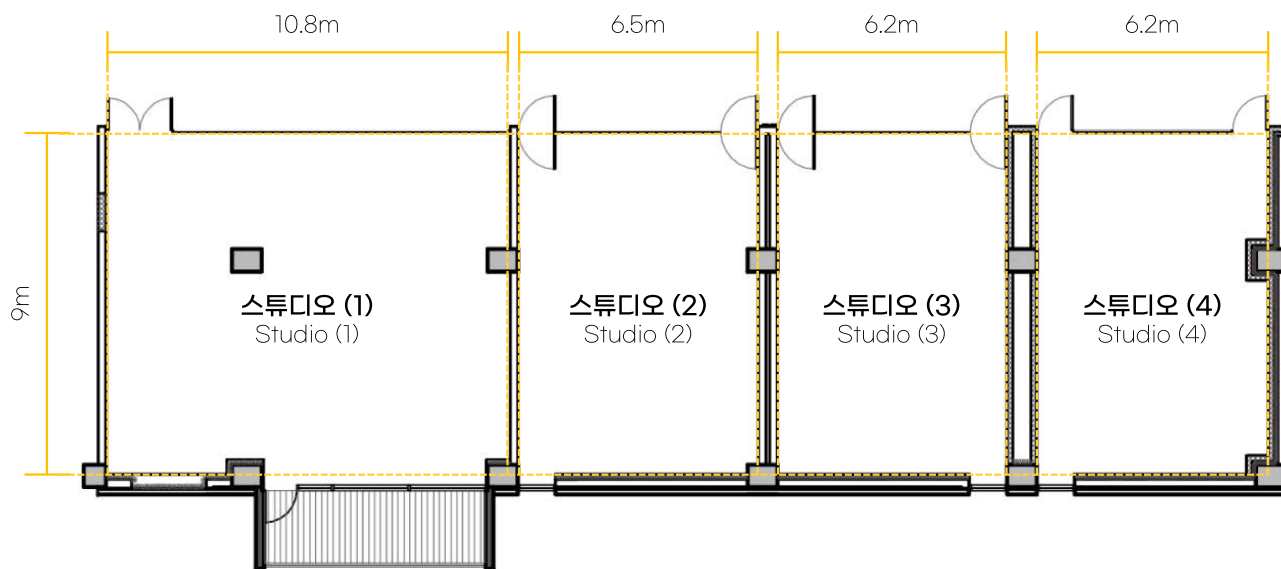 10.8m
6.5m
6.2m
6.2m
9m
스튜디오 (1)
Studio (1)
스튜디오 (2)
Studio (2)
스튜디오 (3)
Studio (3)
스튜디오 (4)
Studio (4)